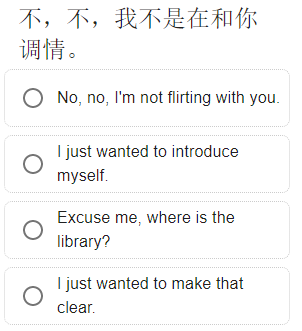 不，不，我不是在和你
调情。
No, no, I'm not flirting with you.
I just wanted to introduce
myself.
Excuse me, where is the
library?
I just wanted to make that
clear.